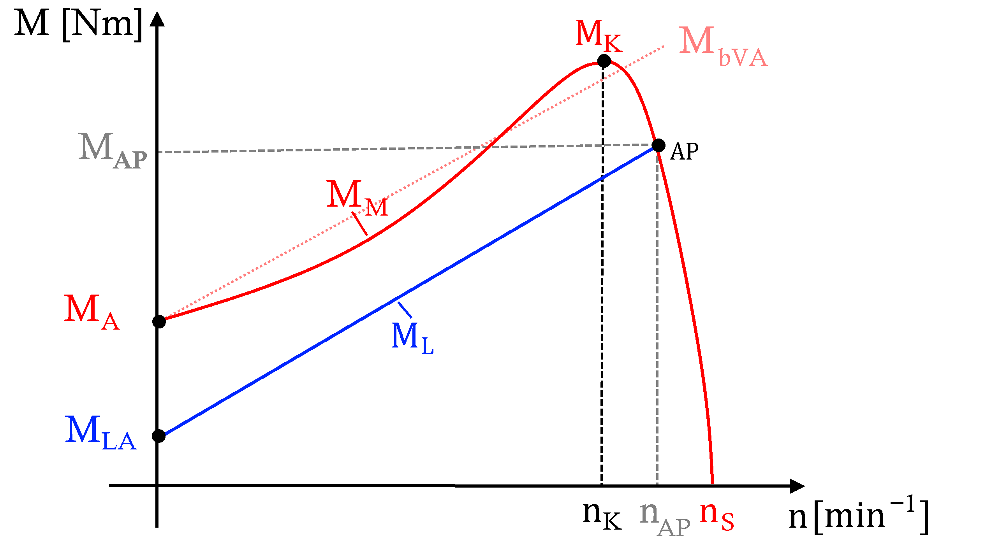 M [Nm]
M_K
M_bVA
M_AP
M_M
AP
M_A
M_L
M_LA
n_K n_AP n_S n [min⁻¹]